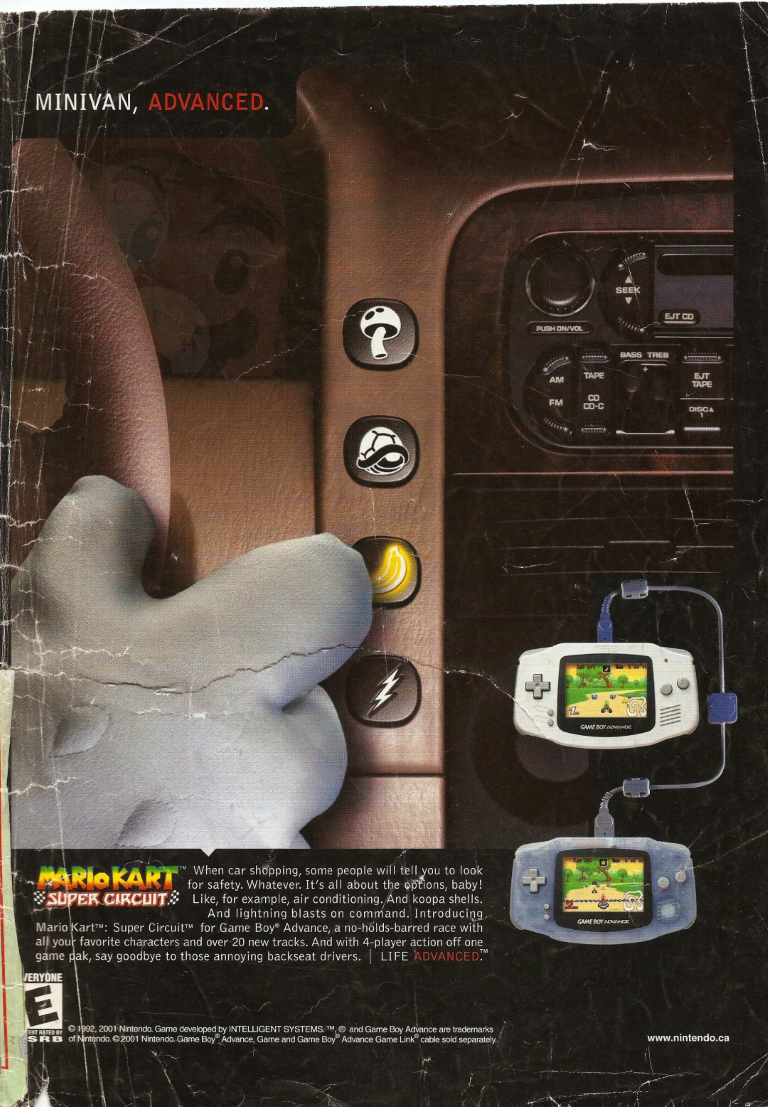 MINIVAN, ADVANCED.
SEEK
EJT CD
PUSH ON/VOL
BASS TREB
AM
TAPE
EJT
TAPE
FM
CD
CD-C
DISC▲
GAME BOY ADVANCE
GAME BOY ADVANCE
MARIO KART™
SUPER CIRCUIT
When car shopping, some people will tell you to look
for safety. Whatever. It's all about the options, baby!
Like, for example, air conditioning. And koopa shells.
And lightning blasts on command. Introducing
Mario Kart™: Super Circuit™ for Game Boy® Advance, a no-holds-barred race with
all your favorite characters and over 20 new tracks. And with 4-player action off one
game pak, say goodbye to those annoying backseat drivers. | LIFE ADVANCED.™
VERYONE
E
TENT RATED BY
SRB
© 1992, 2001 Nintendo. Game developed by INTELLIGENT SYSTEMS. ™, ® and Game Boy Advance are trademarks
of Nintendo. © 2001 Nintendo. Game Boy® Advance, Game and Game Boy® Advance Game Link® cable sold separately.
www.nintendo.ca